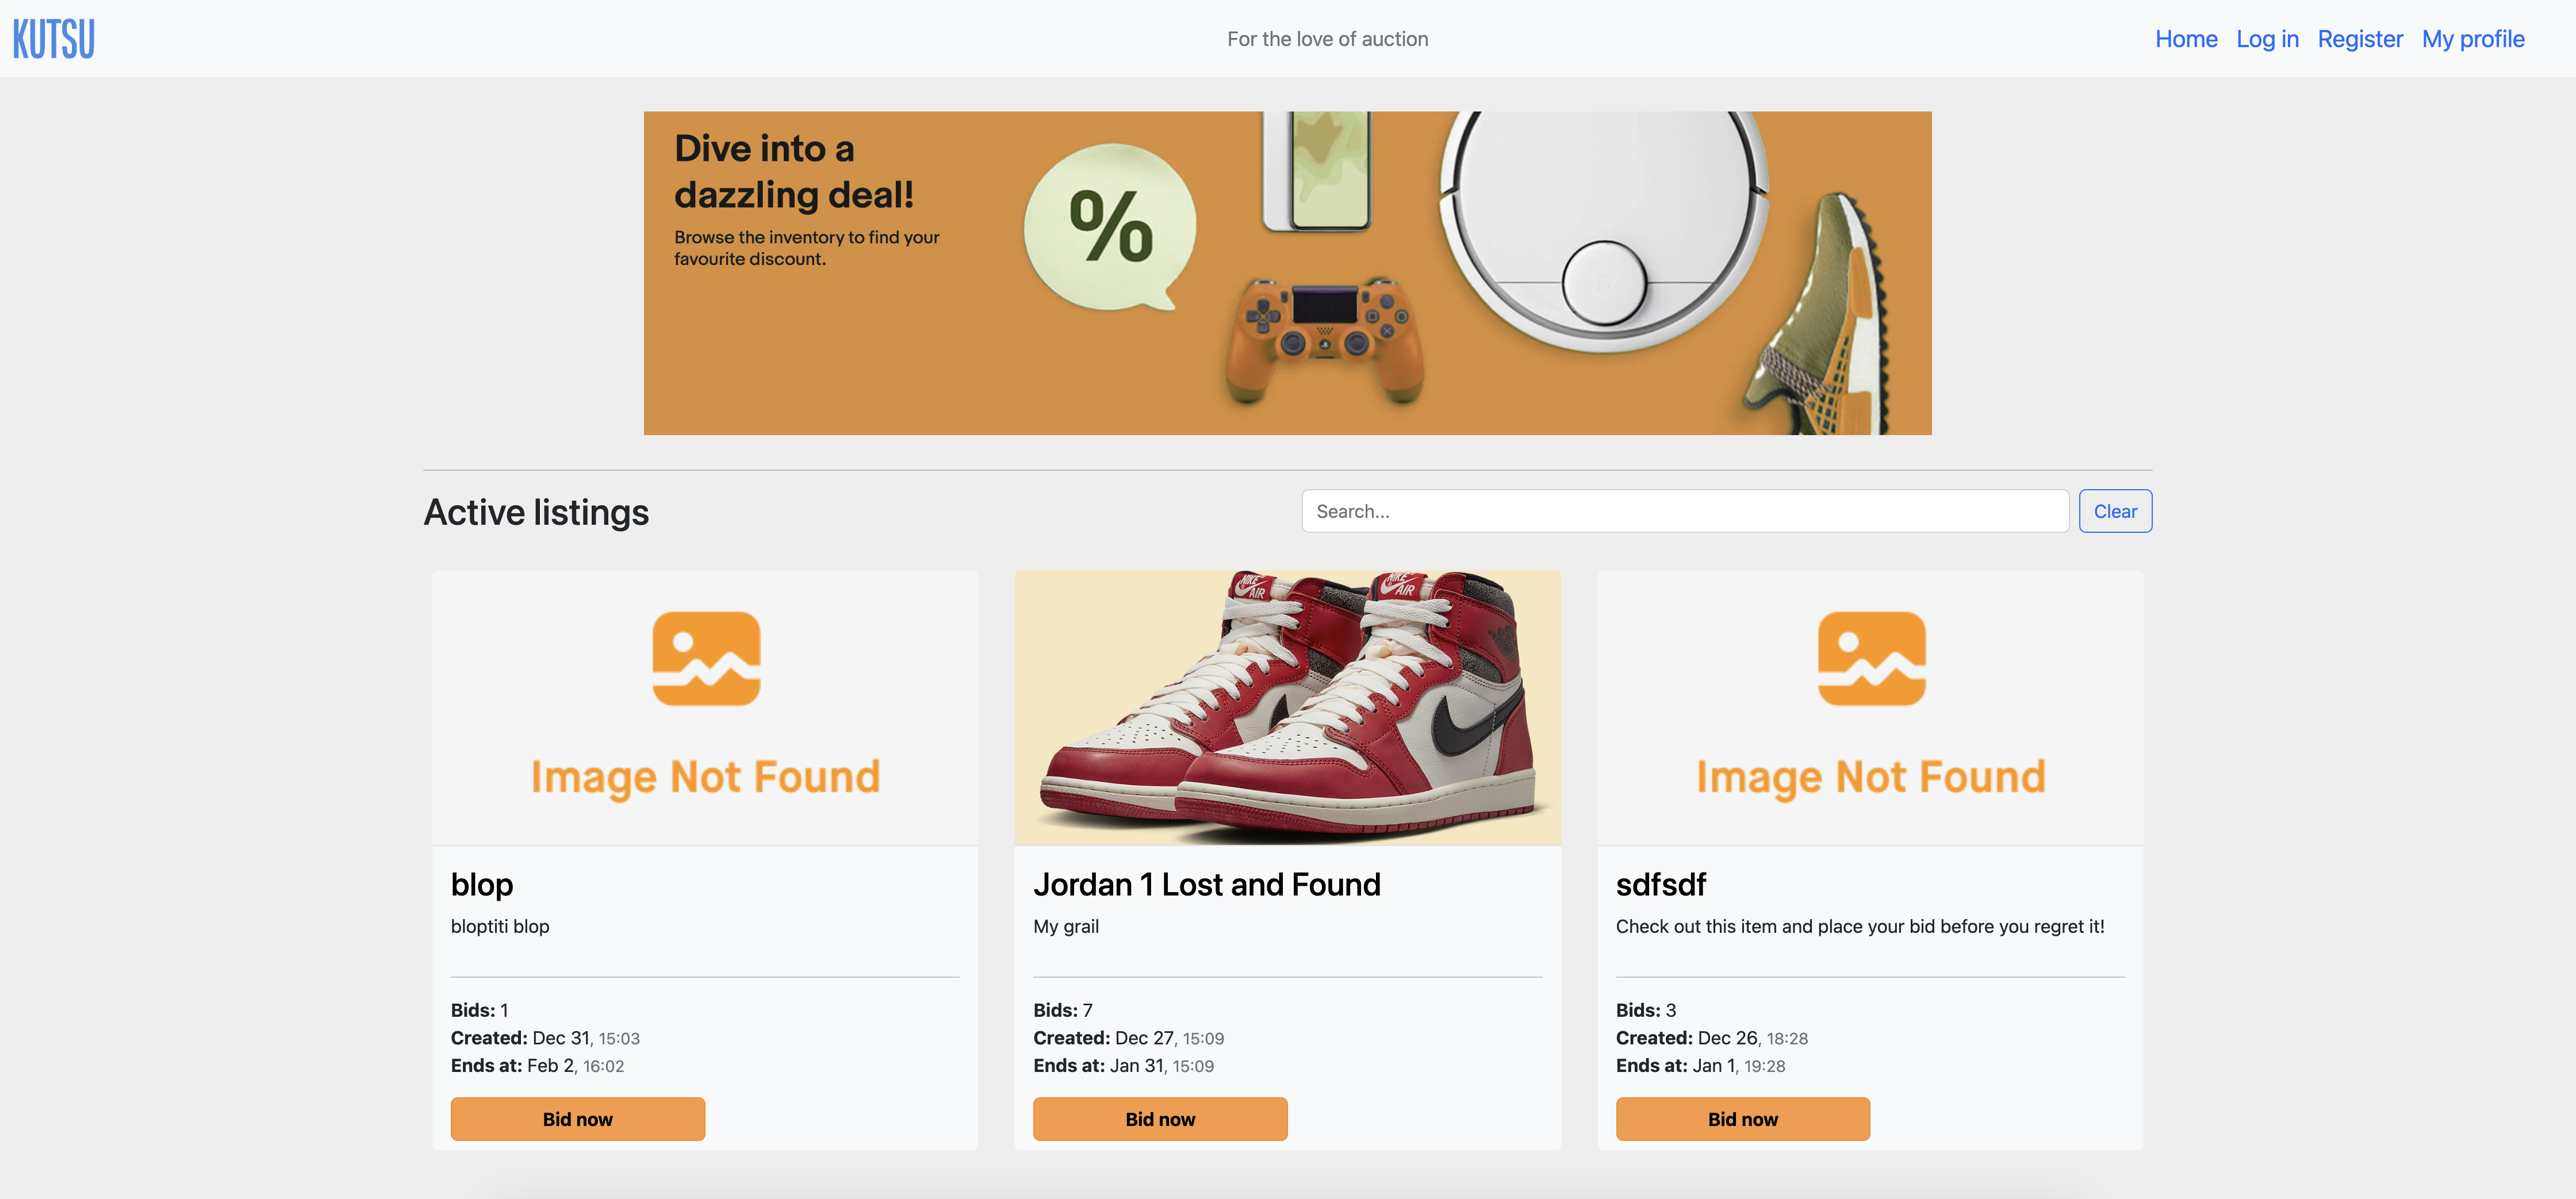 KUTSU
For the love of auction
Home Log in Register My profile
Dive into a
dazzling deal!
Browse the inventory to find your
favourite discount.
%
Active listings
Search...
Clear
Image Not Found
blop
bloptiti blop
Bids: 1
Created: Dec 31, 15:03
Ends at: Feb 2, 16:02
Bid now
NIKE
AIR
NIKE
AIR
Jordan 1 Lost and Found
My grail
Bids: 7
Created: Dec 27, 15:09
Ends at: Jan 31, 15:09
Bid now
Image Not Found
sdfsdf
Check out this item and place your bid before you regret it!
Bids: 3
Created: Dec 26, 18:28
Ends at: Jan 1, 19:28
Bid now